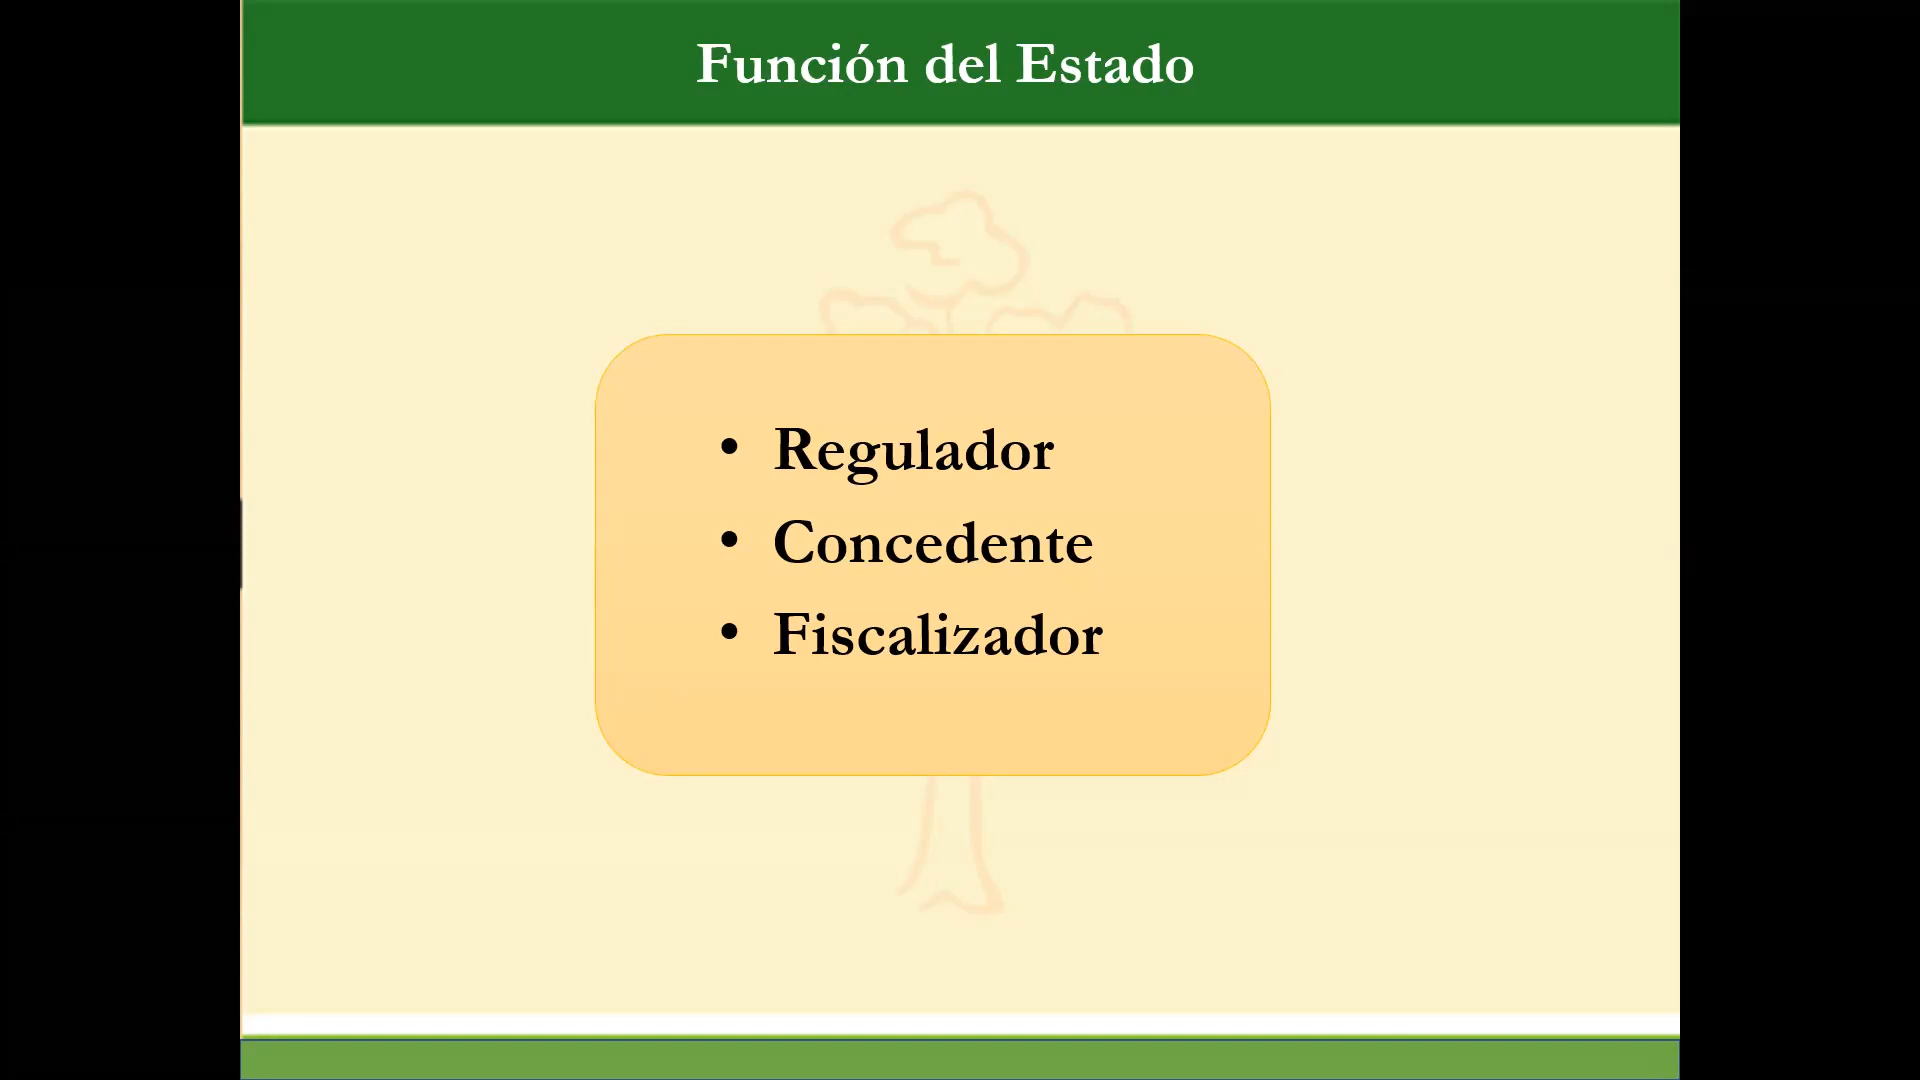 Función del Estado
• Regulador
• Concedente
• Fiscalizador